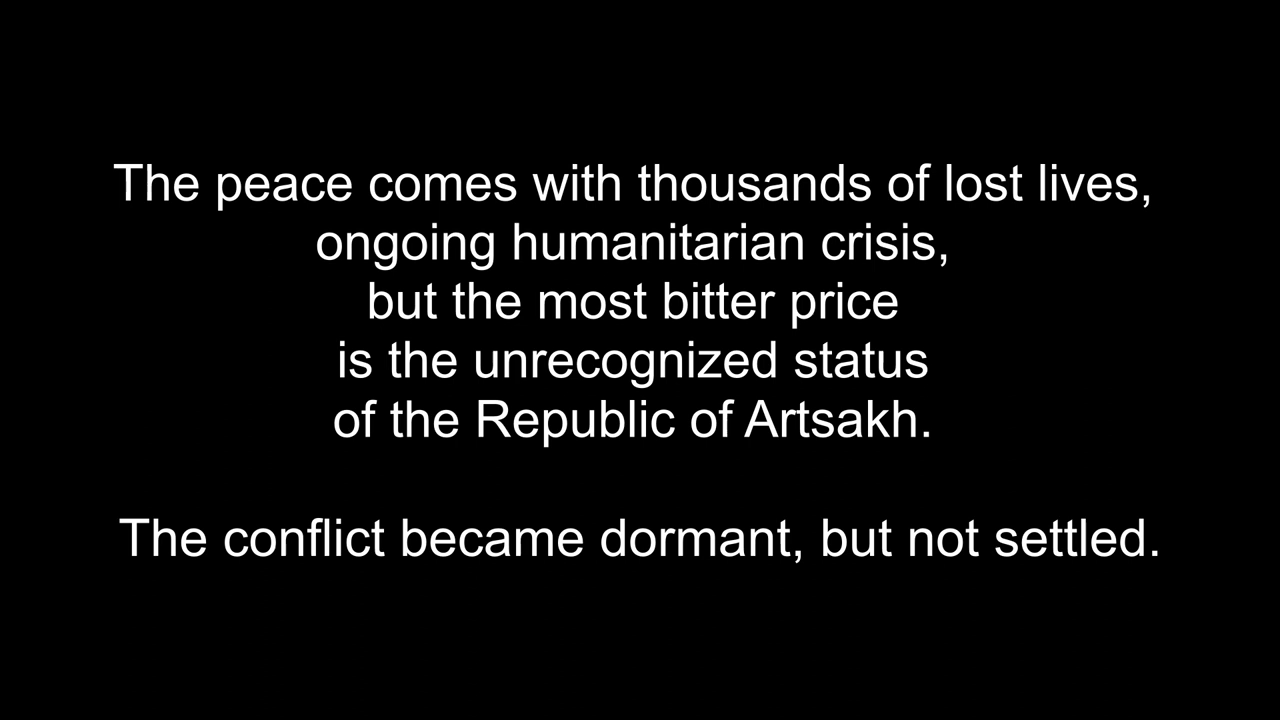 The peace comes with thousands of lost lives,
ongoing humanitarian crisis,
but the most bitter price
is the unrecognized status
of the Republic of Artsakh.
The conflict became dormant, but not settled.